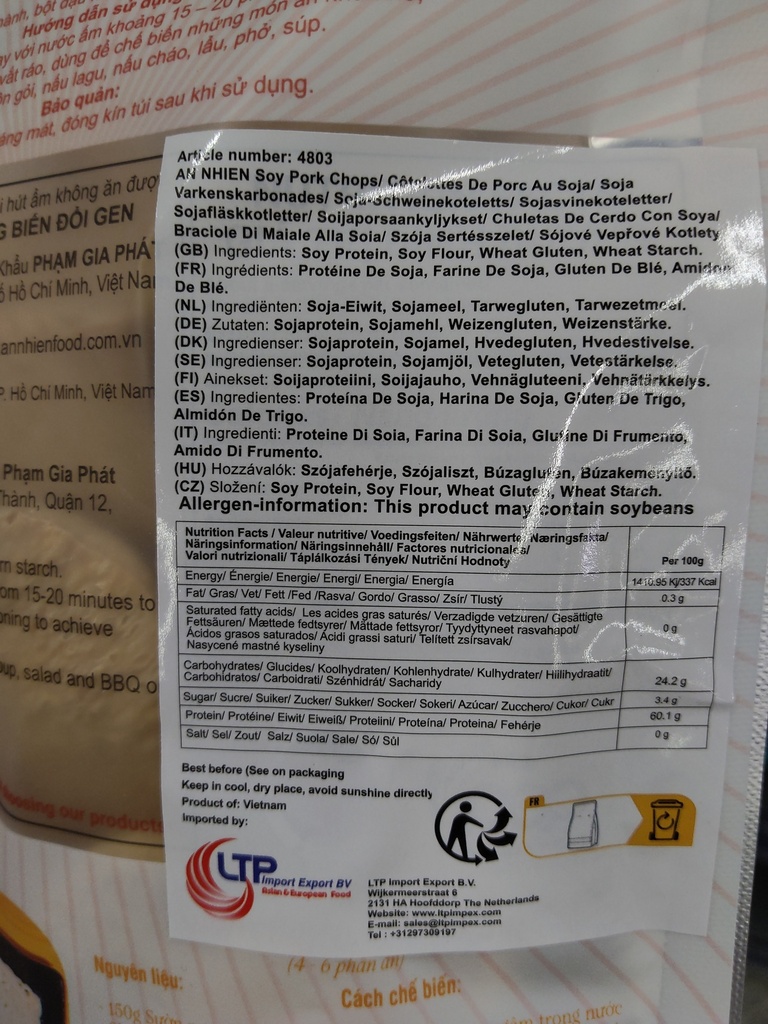 Hướng dẫn sử dụng
với nước ấm khoảng 15 – 20
vắt ráo, dùng để chế biến những món ăn
gỏi, nấu lagu, nấu cháo, lẩu, phở, súp.
Bảo quản:
mát, đóng kín túi sau khi sử dụng.
hút ẩm không ăn
BIẾN ĐỔI GEN
PHẠM GIA
Hồ Chí Minh, Việt
annhienfood.com.vn
P. Hồ Chí Minh, Việt Nam
Phạm Gia Phát
Thành, Quận 12,
starch.
15-20 minutes to
to achieve
salad and BBQ
our
Article number: 4803
AN NHIEN Soy Pork Chops/ Côtelettes De Porc Au Soja/ Soja
Varkenskarbonades/ Soja-Schweinekoteletts/ Sojasvinekoteletter/
Sojafläskkotletter/ Soijaporsaankyljykset/ Chuletas De Cerdo Con Soya/
Braciole Di Maiale Alla Soia/ Szója Sertésszelet/ Sójové Vepřové Kotlety
(GB) Ingredients: Soy Protein, Soy Flour, Wheat Gluten, Wheat Starch.
(FR) Ingrédients: Protéine De Soja, Farine De Soja, Gluten De Blé, Amidon
De Blé.
(NL) Ingrediënten: Soja-Eiwit, Sojameel, Tarwegluten, Tarwezetmeel.
(DE) Zutaten: Sojaprotein, Sojamehl, Weizengluten, Weizenstärke.
(DK) Ingredienser: Sojaprotein, Sojamel, Hvedegluten, Hvedestivelse.
(SE) Ingredienser: Sojaprotein, Sojamjöl, Vetegluten, Vetestärkelse.
(FI) Ainekset: Soijaproteiini, Soijajauho, Vehnägluteeni, Vehnätärkkelys.
(ES) Ingredientes: Proteína De Soja, Harina De Soja, Gluten De Trigo,
Almidón De Trigo.
(IT) Ingredienti: Proteine Di Soia, Farina Di Soia, Glutine Di Frumento,
Amido Di Frumento.
(HU) Hozzávalók: Szójafehérje, Szójaliszt, Búzaglutén, Búzakeményítő.
(CZ) Složení: Soy Protein, Soy Flour, Wheat Gluten, Wheat Starch.
Allergen-information: This product may contain soybeans
Nutrition Facts / Valeur nutritive/ Voedingsfeiten/ Nährwerte/ Næringsfakta/
Näringsinformation/ Näringsinnehåll/ Factores nutricionales/
Valori nutrizionali/ Táplálkozási Tények/ Nutriční Hodnoty
Per 100g
Energy/ Énergie/ Energie/ Energi/ Energia/ Energía
1410.95 Kj/337 Kcal
Fat/ Gras/ Vet/ Fett /Fed /Rasva/ Gordo/ Grasso/ Zsír/ Tlustý
0.3 g
Saturated fatty acids/ Les acides gras saturés/ Verzadigde vetzuren/ Gesättigte
Fettsäuren/ Mættede fedtsyrer/ Mättade fettsyror/ Tyydyttyneet rasvahapot/
Ácidos grasos saturados/ Acidi grassi saturi/ Telített zsírsavak/
Nasycené mastné kyseliny
0 g
Carbohydrates/ Glucides/ Koolhydraten/ Kohlenhydrate/ Kulhydrater/ Hiilihydraatit/
Carbohidratos/ Carboidrati/ Szénhidrát/ Sacharidy
24.2 g
Sugar/ Sucre/ Suiker/ Zucker/ Sukker/ Socker/ Sokeri/ Azúcar/ Zucchero/ Cukor/ Cukr
3.4 g
Protein/ Protéine/ Eiwit/ Eiweiß/ Proteiini/ Proteína/ Proteina/ Fehérje
60.1 g
Salt/ Sel/ Zout/ Salz/ Suola/ Sale/ Só/ Sůl
0 g
Best before (See on packaging
Keep in cool, dry place, avoid sunshine directly
Product of: Vietnam
Imported by:
FR
LTP
Import Export BV
Asian & European Food
LTP Import Export B.V.
Wijkermeerstraat 6
2131 HA Hoofddorp The Netherlands
Website: www.ltpimpex.com
E-mail: sales@ltpimpex.com
Tel : +31297309197
(4 - 6 phần ăn)
Nguyên liệu:
Cách chế biến:
150g Sườn
trong nước